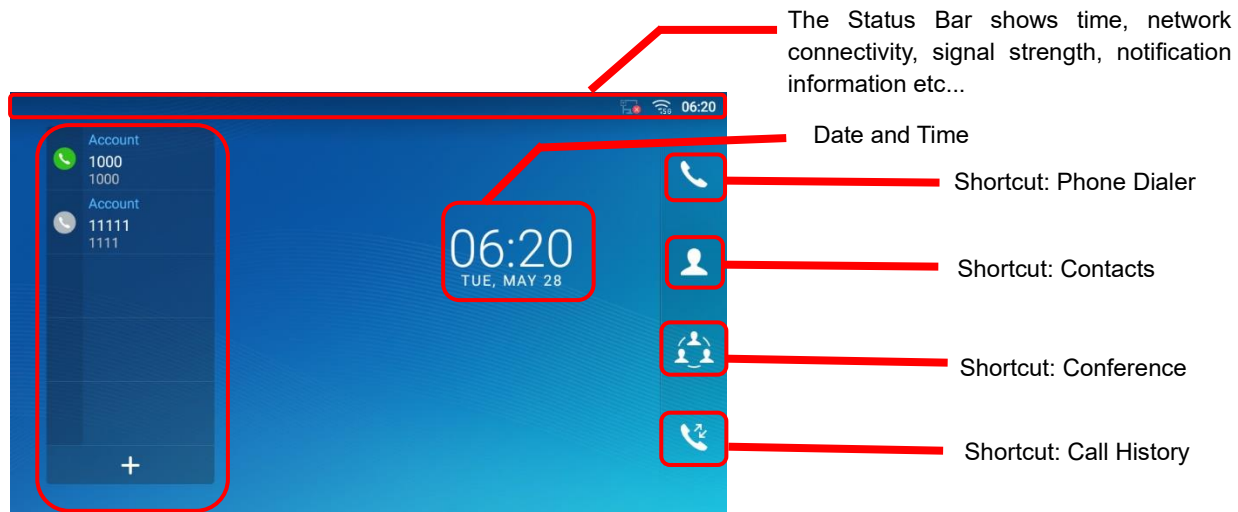 The Status Bar shows time, network
connectivity, signal strength, notification
information etc...
06:20
Date and Time
Account
1000
1000
Account
11111
1111
06:20
TUE, MAY 28
Shortcut: Phone Dialer
Shortcut: Contacts
Shortcut: Conference
Shortcut: Call History